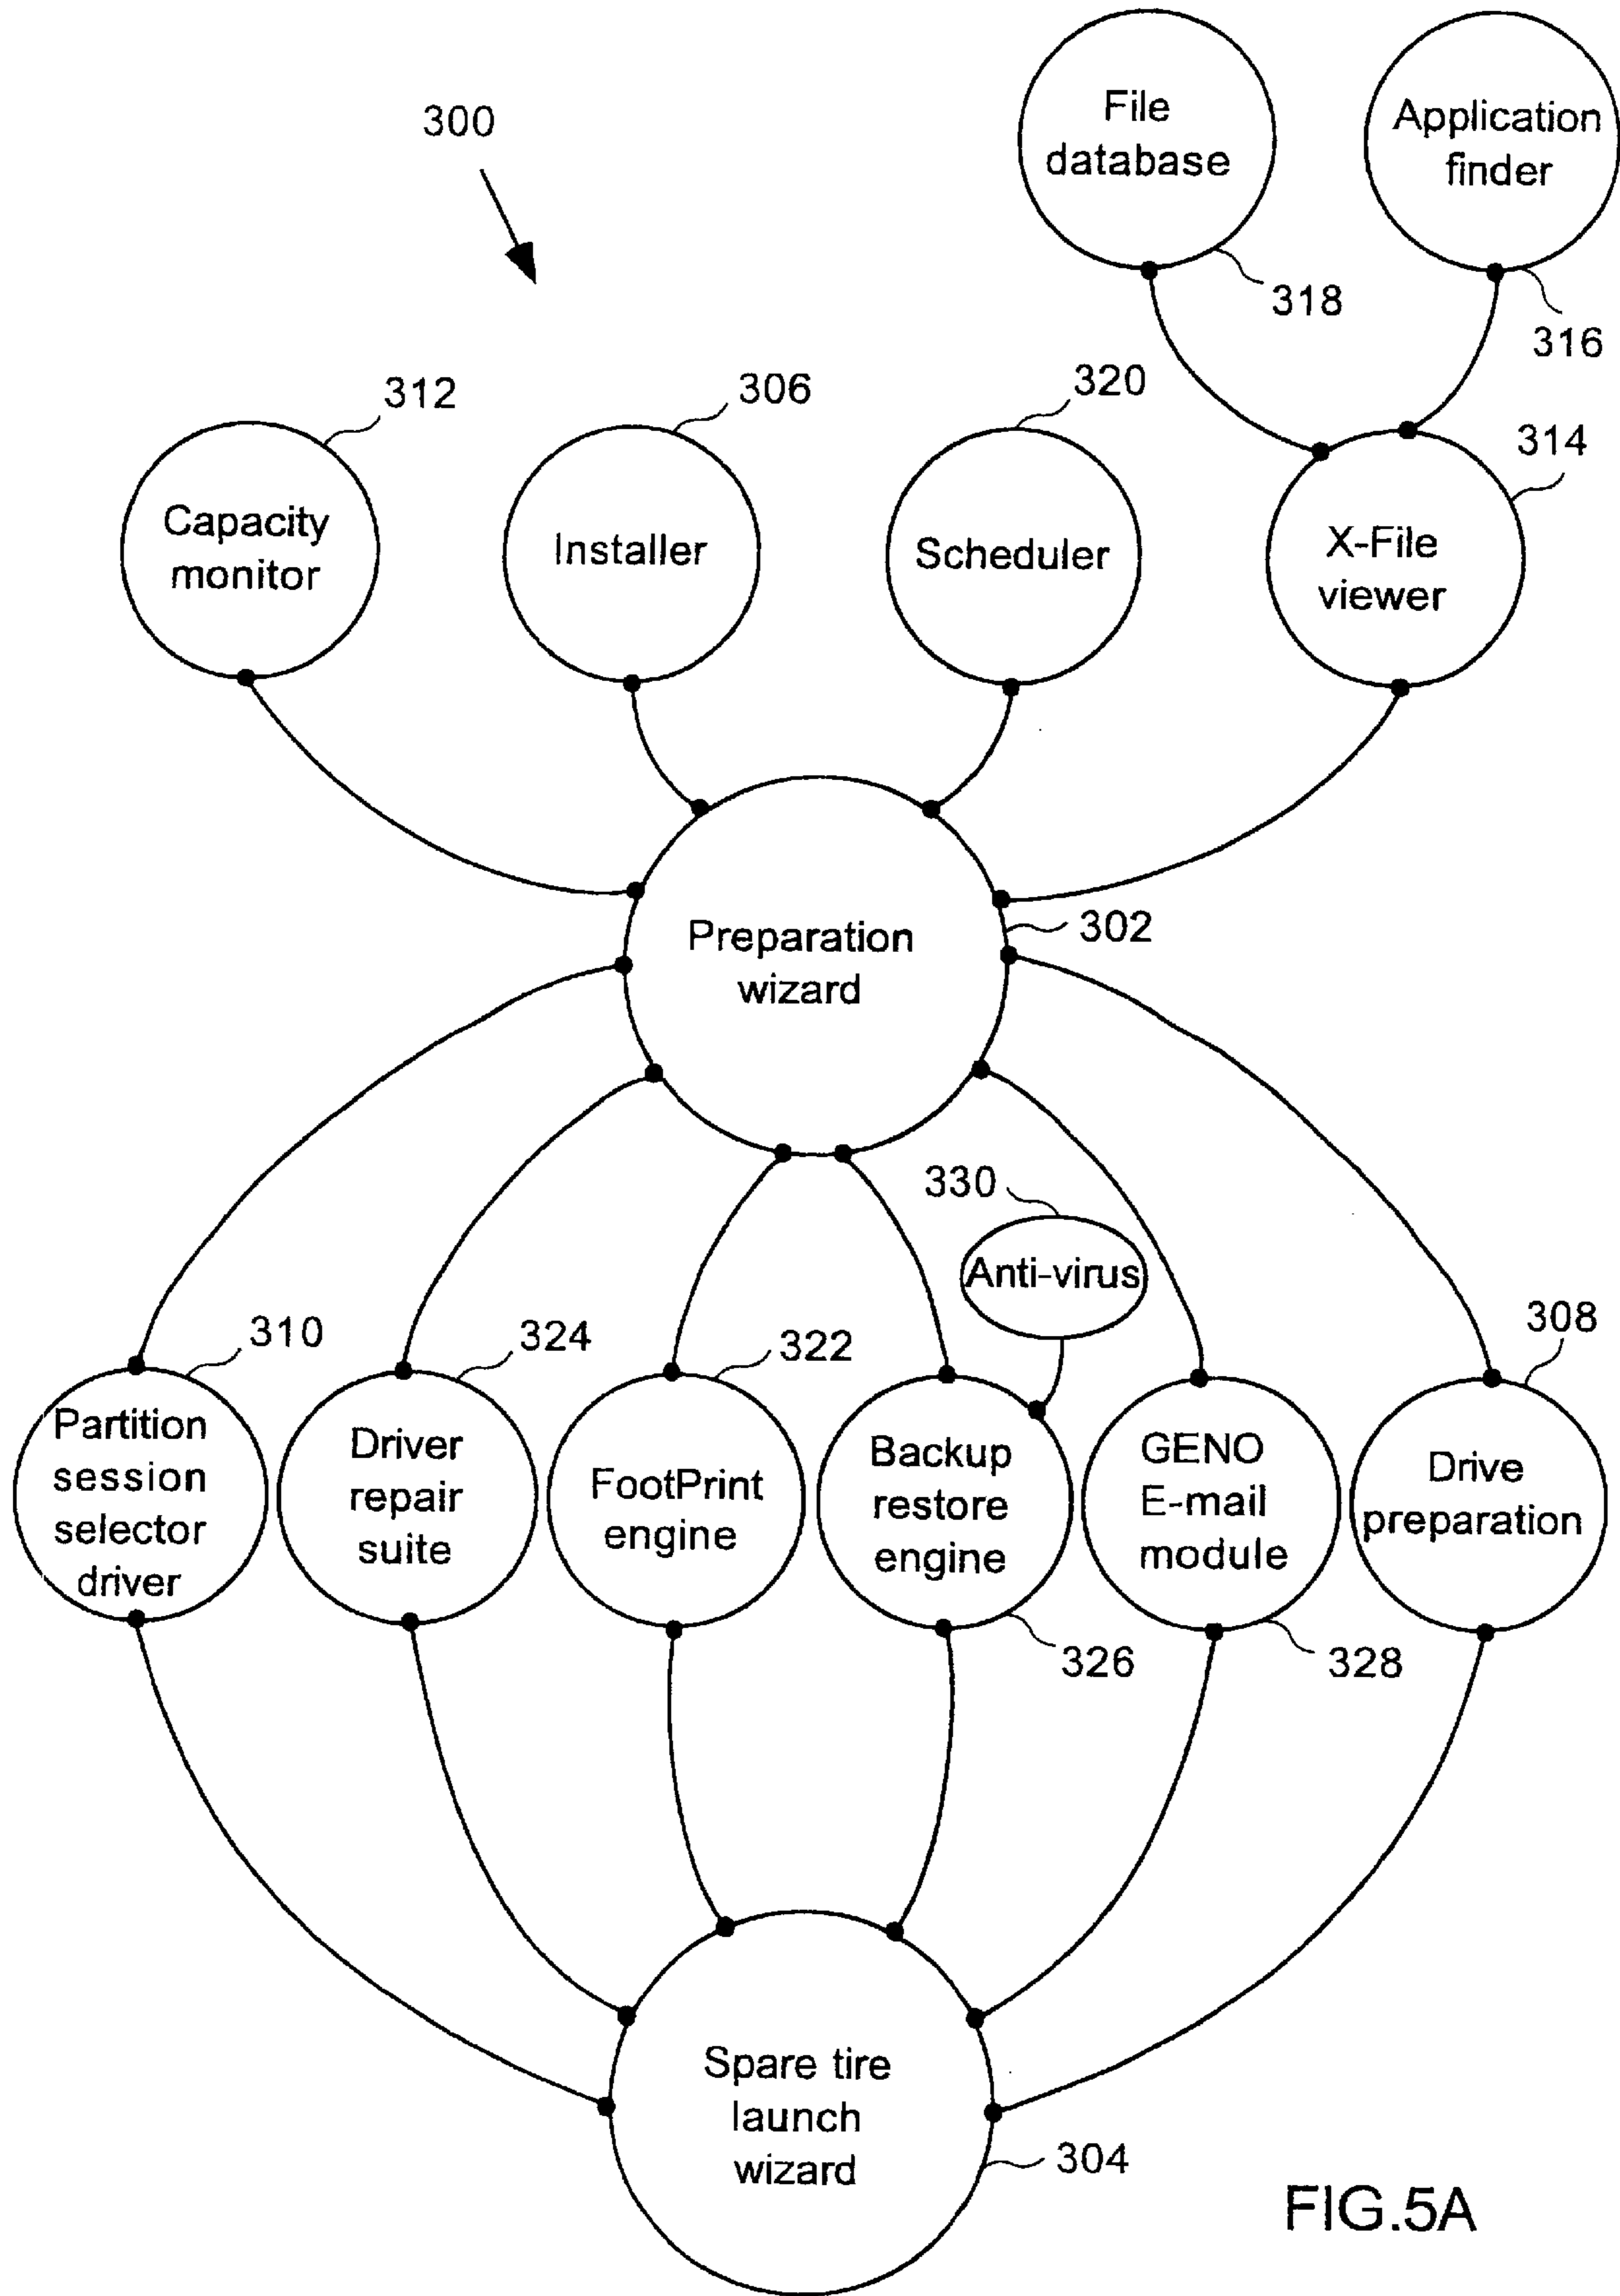 300
File
database
318
Application
finder
316
312
Capacity
monitor
306
Installer
320
Scheduler
314
X-File
viewer
Preparation
wizard
302
330
Anti-virus
310
Partition
session
selector
driver
324
Driver
repair
suite
322
FootPrint
engine
Backup
restore
engine
326
GENO
E-mail
module
328
308
Drive
preparation
Spare tire
launch
wizard
304
FIG.5A